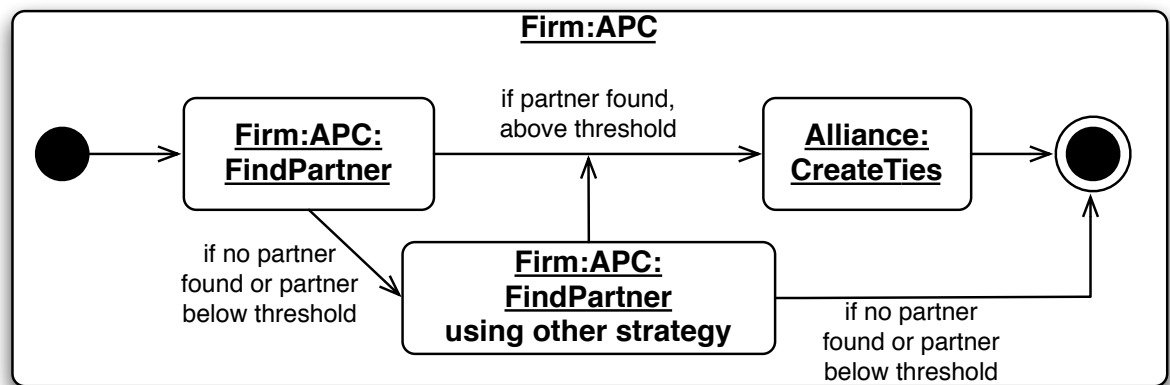 Firm:APC
if partner found,
above threshold
Firm:APC:
FindPartner
Alliance:
CreateTies
if no partner
found or partner
below threshold
Firm:APC:
FindPartner
using other strategy
if no partner
found or partner
below threshold